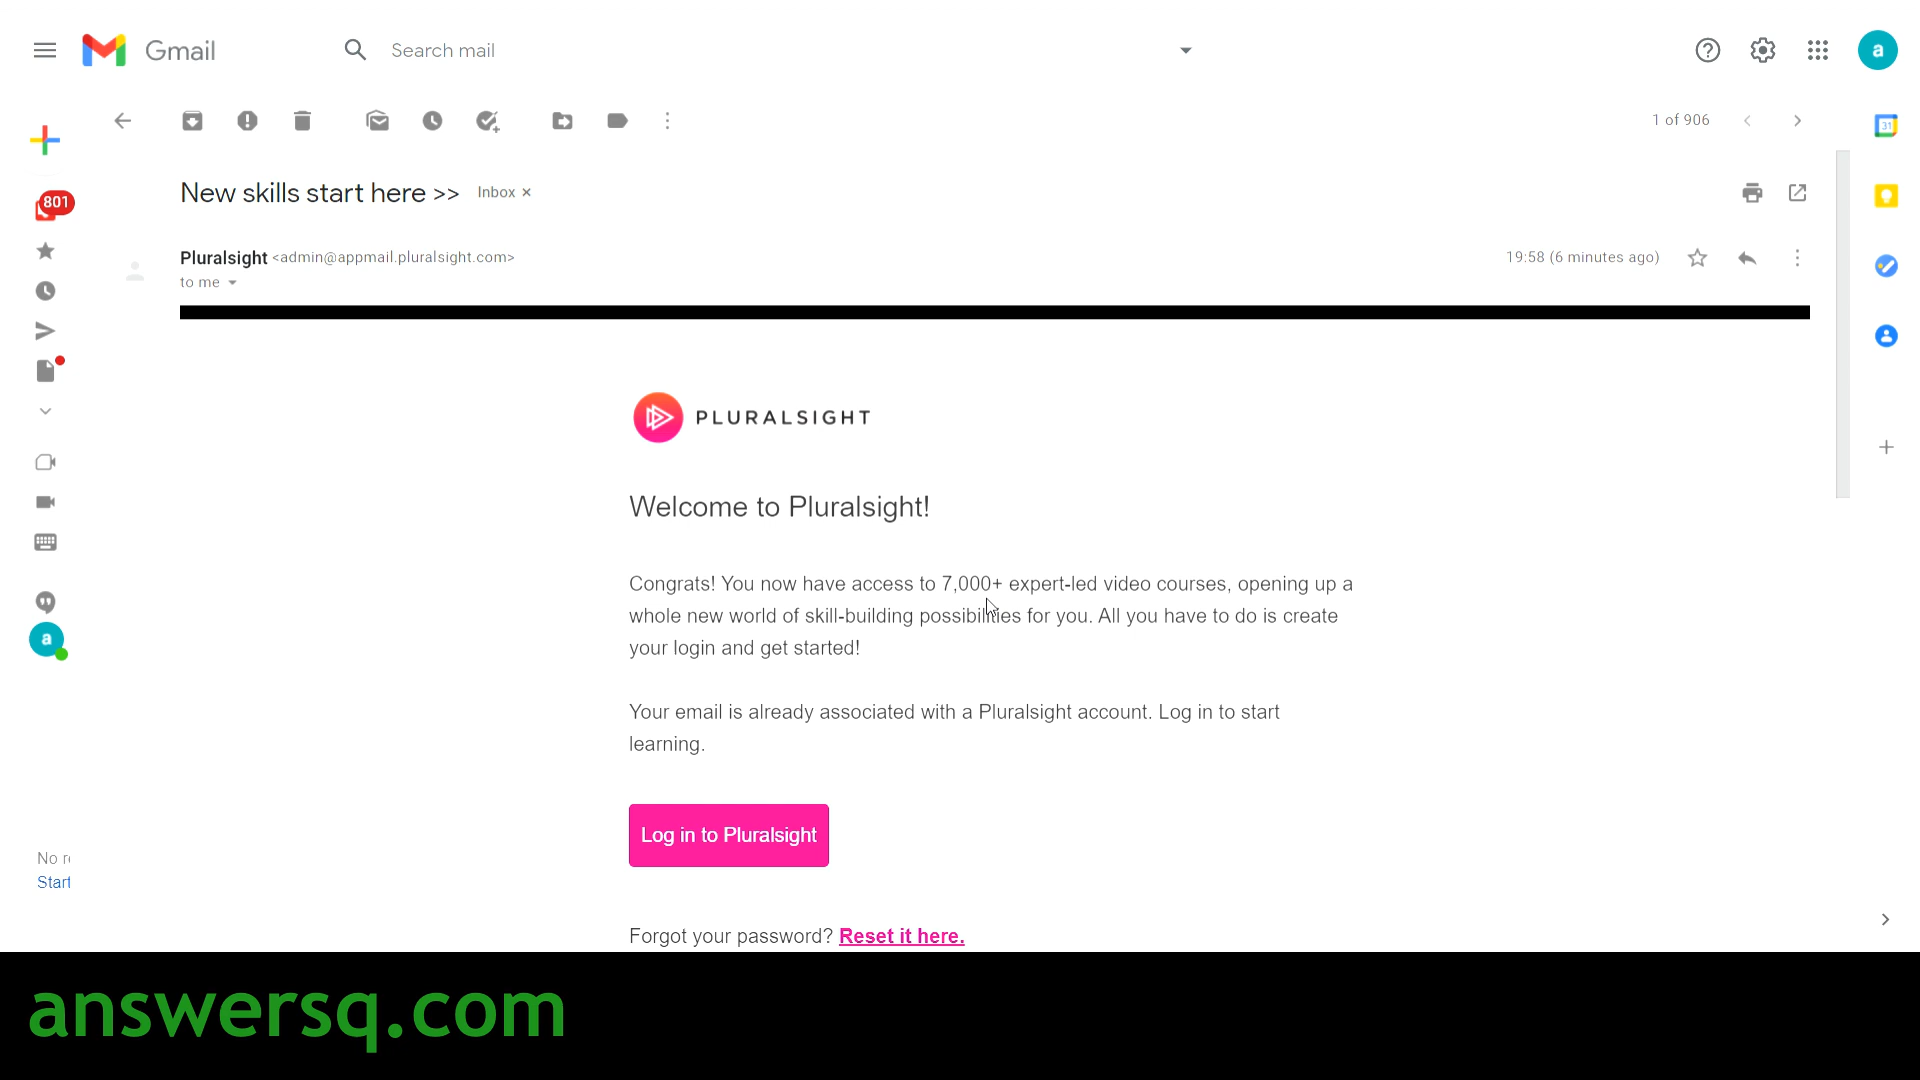 Gmail
Search mail
a
1 of 906
31
801
New skills start here >> Inbox ×
Pluralsight <admin@appmail.pluralsight.com>
19:58 (6 minutes ago)
to me
PLURALSIGHT
Welcome to Pluralsight!
Congrats! You now have access to 7,000+ expert-led video courses, opening up a
whole new world of skill-building possibilities for you. All you have to do is create
your login and get started!
Your email is already associated with a Pluralsight account. Log in to start
learning.
a
Log in to Pluralsight
No
Start
Forgot your password? Reset it here.
answersq.com